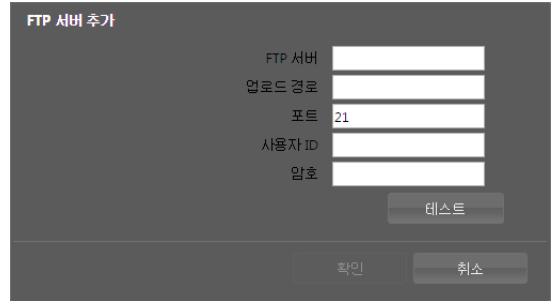 FTP 서버 추가
FTP 서버
업로드 경로
포트 21
사용자 ID
암호
테스트
확인 취소